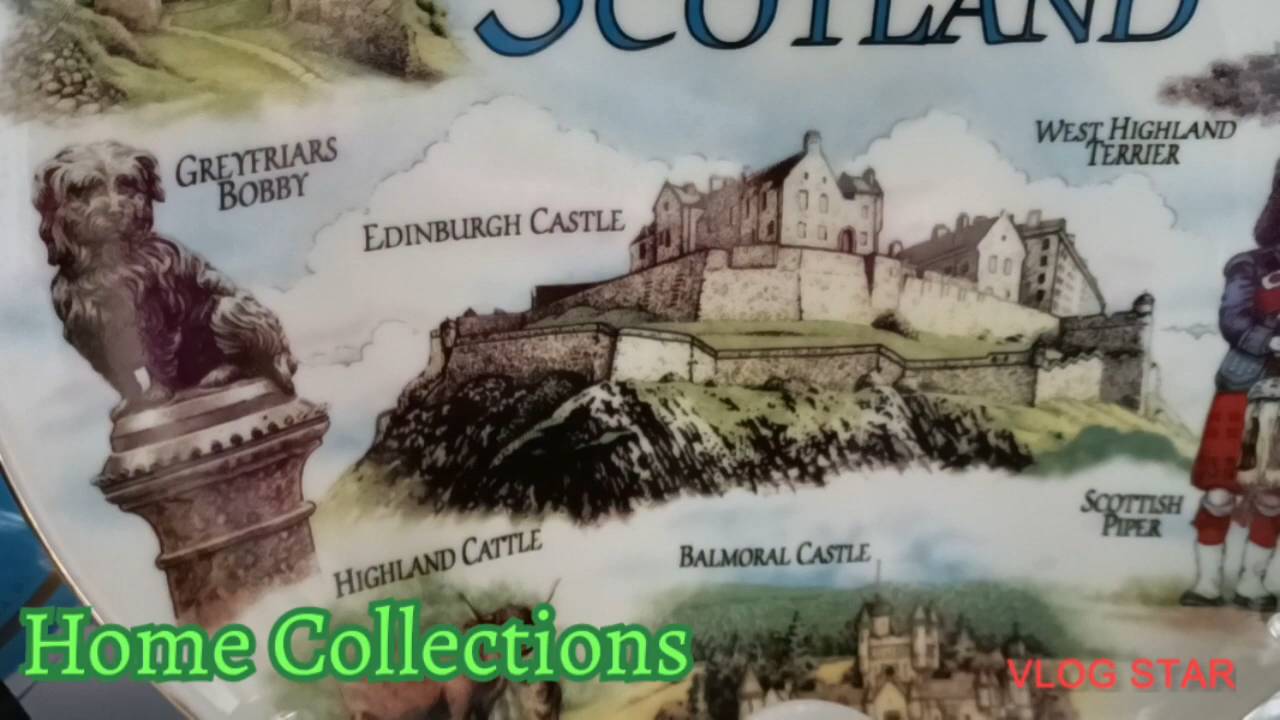 SCOTLAND
GREYFRIARS
BOBBY
WEST HIGHLAND
TERRIER
EDINBURGH CASTLE
SCOTTISH
PIPER
HIGHLAND CATTLE
BALMORAL CASTLE
Home Collections
VLOG STAR